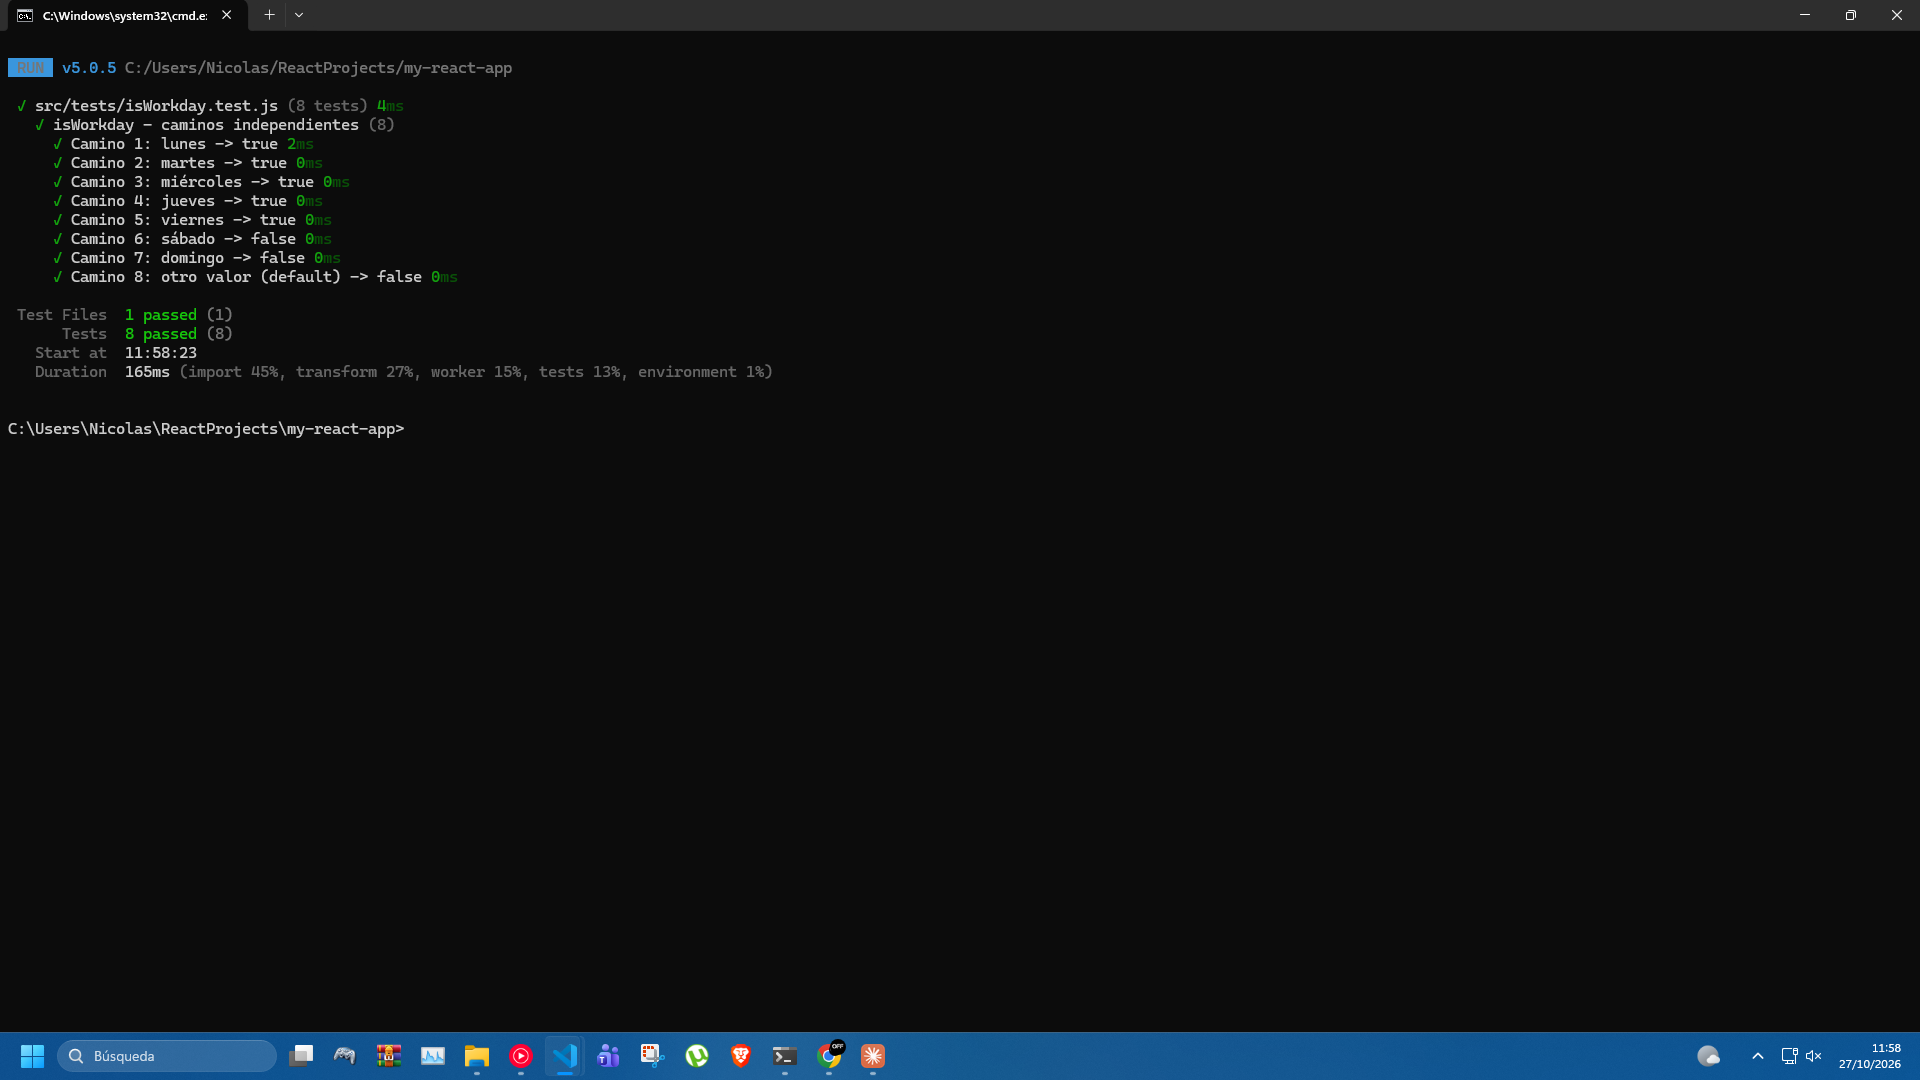 C:\Windows\system32\cmd.e:
RUN v5.0.5 C:/Users/Nicolas/ReactProjects/my-react-app
✓ src/tests/isWorkday.test.js (8 tests) 4ms
✓ isWorkday - caminos independientes (8)
✓ Camino 1: lunes -> true 2ms
✓ Camino 2: martes -> true 0ms
✓ Camino 3: miércoles -> true 0ms
✓ Camino 4: jueves -> true 0ms
✓ Camino 5: viernes -> true 0ms
✓ Camino 6: sábado -> false 0ms
✓ Camino 7: domingo -> false 0ms
✓ Camino 8: otro valor (default) -> false 0ms
Test Files 1 passed (1)
Tests 8 passed (8)
Start at 11:58:23
Duration 165ms (import 45%, transform 27%, worker 15%, tests 13%, environment 1%)
C:\Users\Nicolas\ReactProjects\my-react-app>
Búsqueda
OFF
11:58
27/10/2026